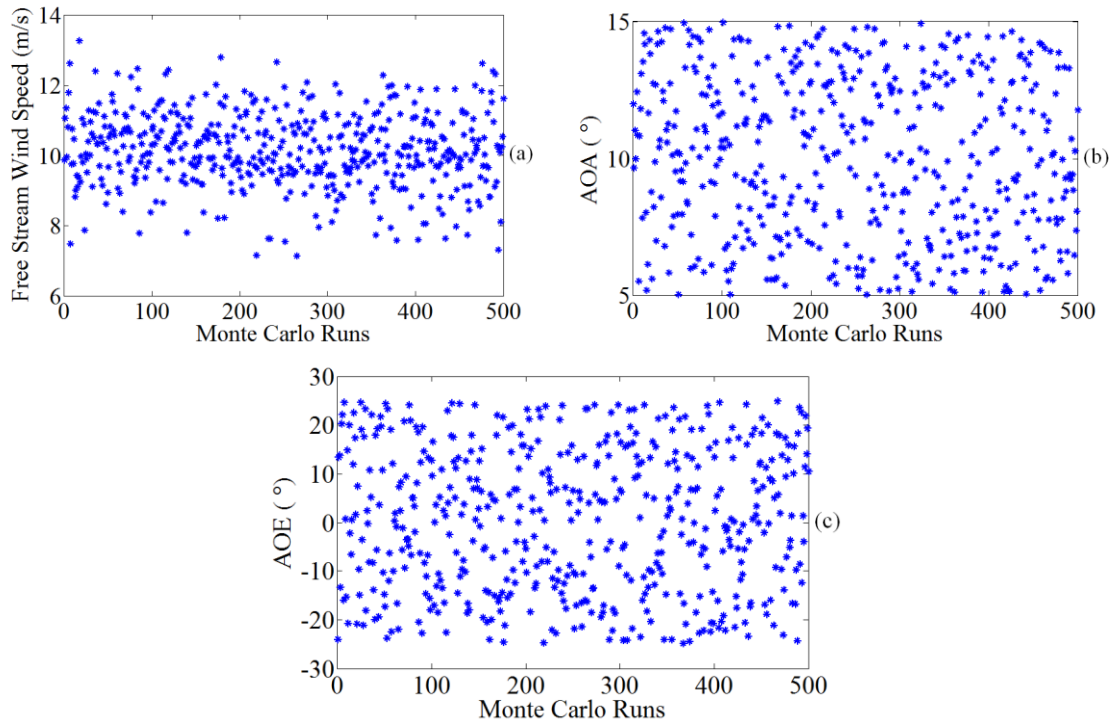 14
12
10
8
6
Free Stream Wind Speed (m/s)
0 100 200 300 400 500
Monte Carlo Runs
(a)
15
10
5
AOA ( °)
0 100 200 300 400 500
Monte Carlo Runs
(b)
30
20
10
0
-10
-20
-30
AOE ( °)
0 100 200 300 400 500
Monte Carlo Runs
(c)